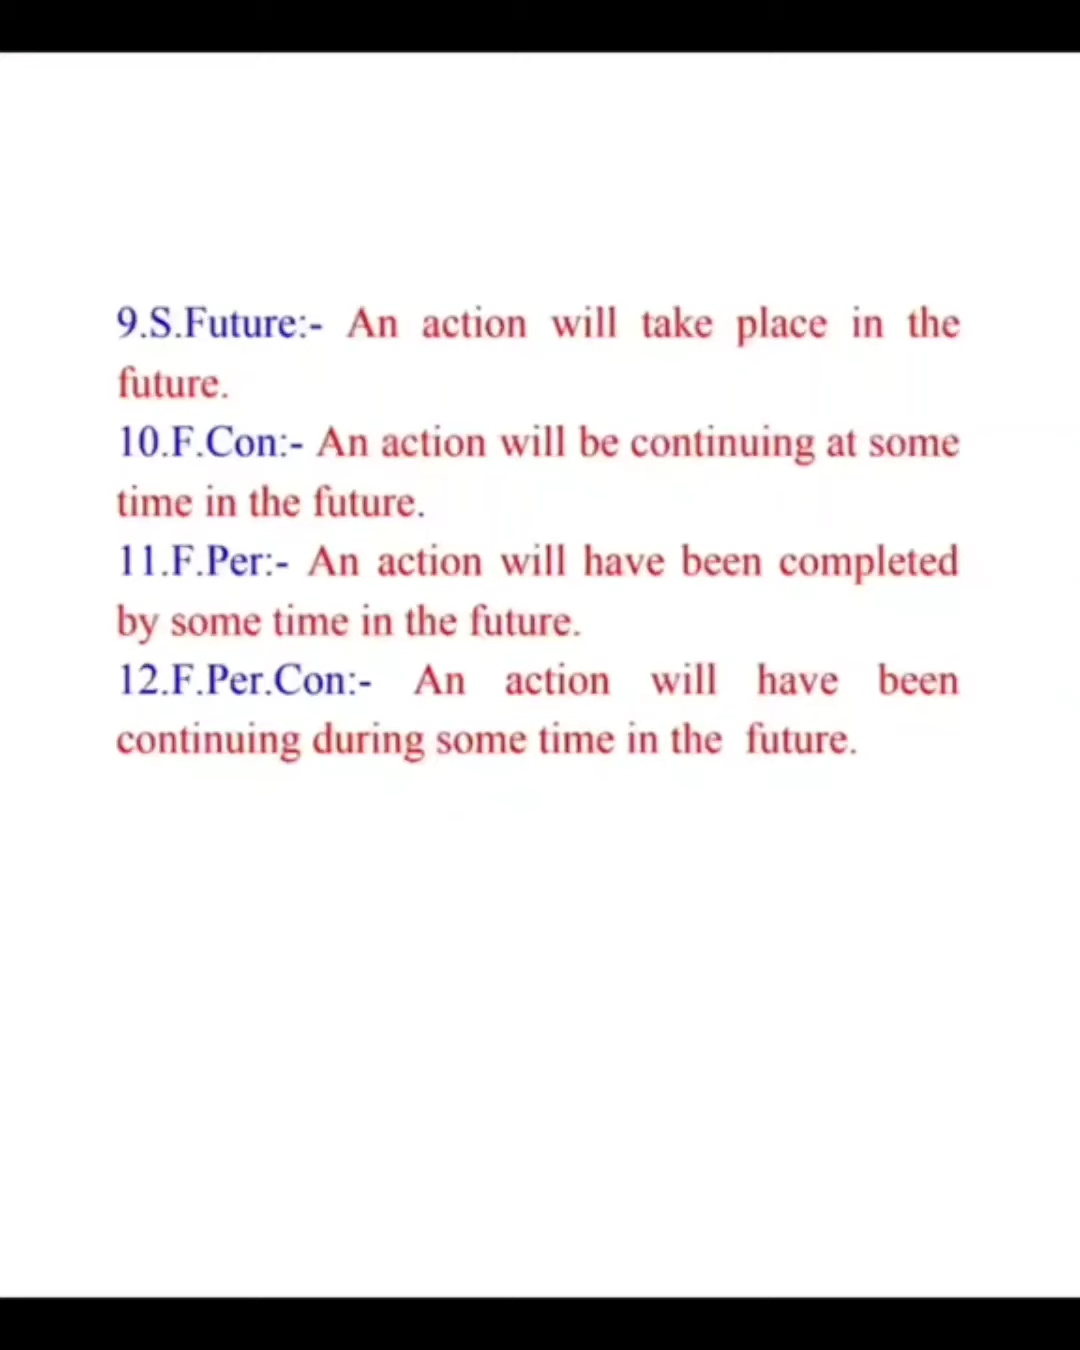 9.S.Future:- An action will take place in the
future.
10.F.Con:- An action will be continuing at some
time in the future.
11.F.Per:- An action will have been completed
by some time in the future.
12.F.Per.Con:- An action will have been
continuing during some time in the future.